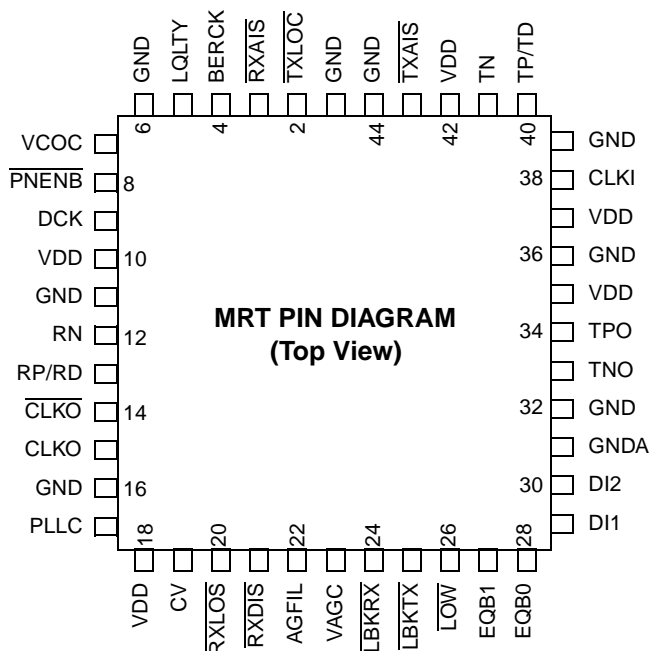 GND
LQLTY
BERCK
RXAIS
TXLOC
GND
GND
TXAIS
VDD
TN
TP/TD
6
4
2
44
42
40
VCOC
PNENB
8
DCK
VDD
10
GND
RN
12
RP/RD
CLKO
14
CLKO
GND
16
PLLC
MRT PIN DIAGRAM
(Top View)
GND
38
CLKI
VDD
36
GND
VDD
34
TPO
TNO
32
GND
GNDA
30
DI2
DI1
18
20
22
24
26
28
VDD
CV
RXLOS
RXDIS
AGFIL
VAGC
LBKRX
LBKTX
LOW
EQB1
EQB0